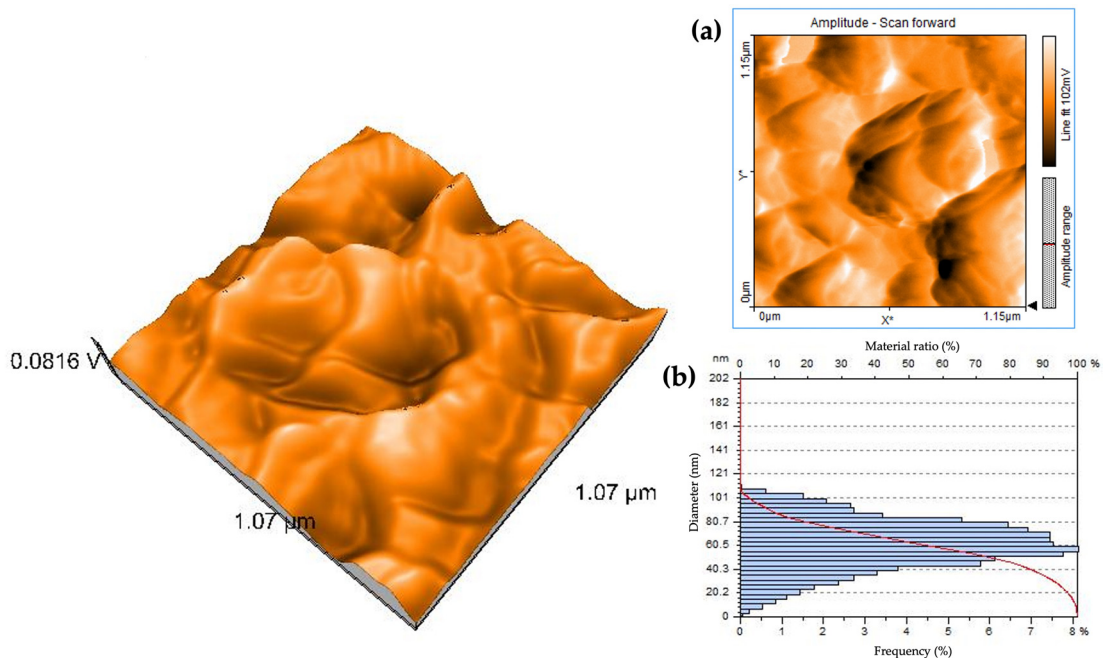 0.0816 V
1.07 µm
1.07 µm
(a)
Amplitude - Scan forward
1.15µm
Y*
0µm
0µm
X*
1.15µm
Line fit 102mV
Amplitude range
(b)
Material ratio (%)
nm
0
10
20
30
40
50
60
70
80
90
100 %
202
182
161
141
121
101
80.7
60.5
40.3
20.2
0
Diameter (nm)
0
1
2
3
4
5
6
7
8 %
Frequency (%)